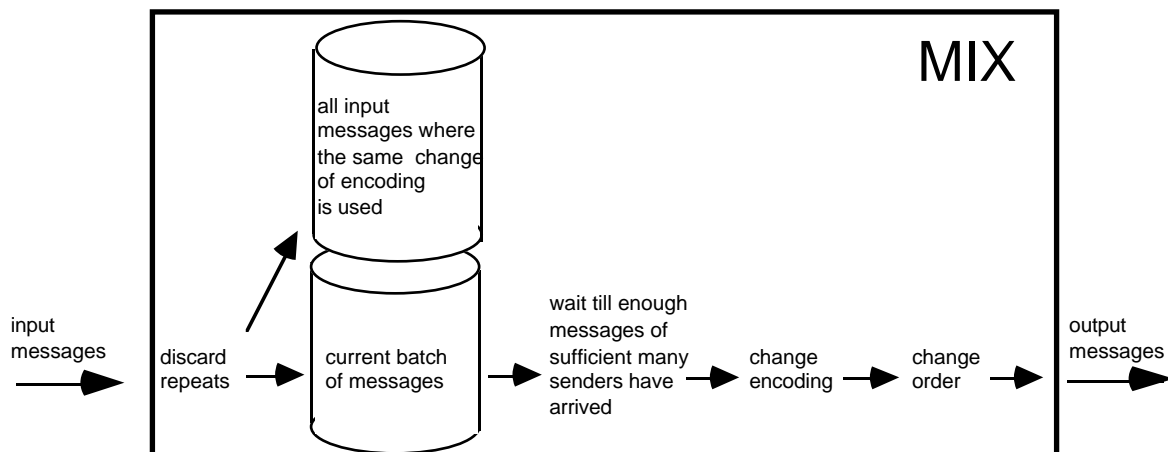 MIX
all input
messages where
the same change
of encoding
is used
input
messages
discard
repeats
current batch
of messages
wait till enough
messages of
sufficient many
senders have
arrived
change
encoding
change
order
output
messages